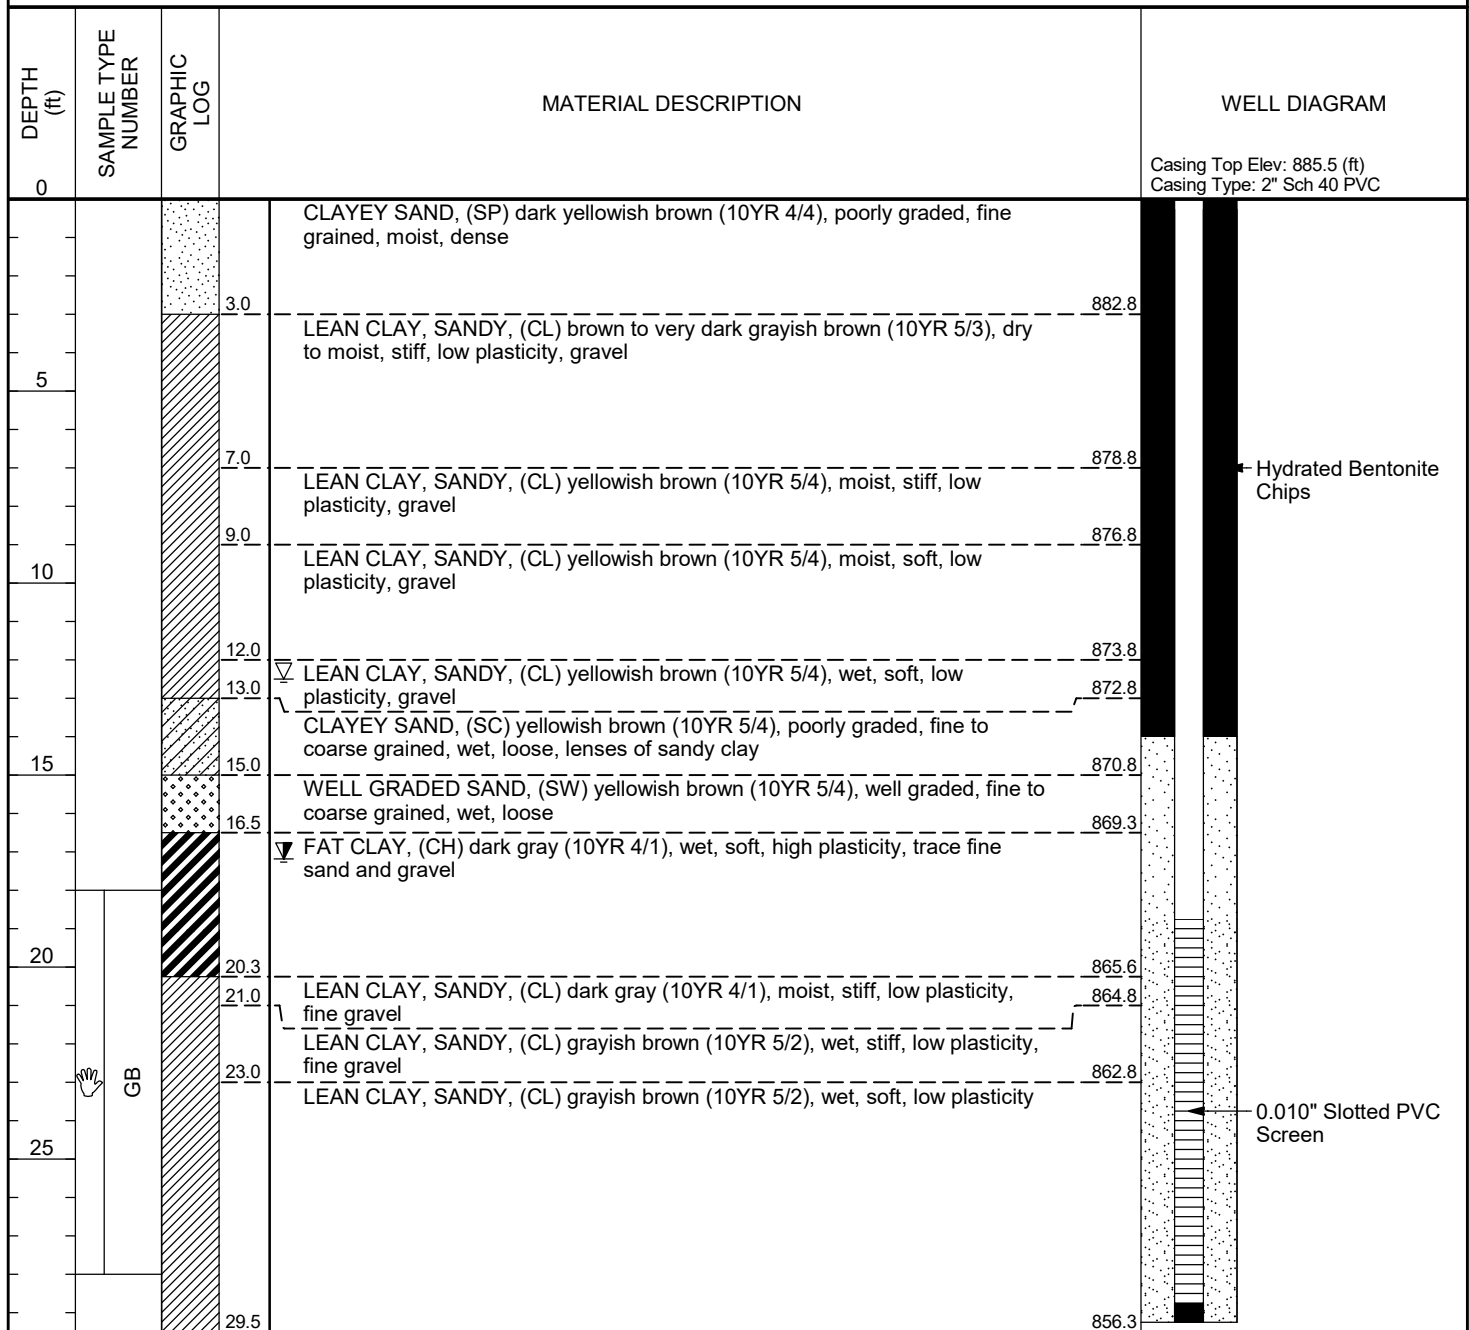 DEPTH
(ft)
SAMPLE TYPE
NUMBER
GRAPHIC
LOG
MATERIAL DESCRIPTION
WELL DIAGRAM
Casing Top Elev: 885.5 (ft)
Casing Type: 2" Sch 40 PVC
0
CLAYEY SAND, (SP) dark yellowish brown (10YR 4/4), poorly graded, fine
grained, moist, dense
3.0
882.8
LEAN CLAY, SANDY, (CL) brown to very dark grayish brown (10YR 5/3), dry
to moist, stiff, low plasticity, gravel
5
7.0
878.8
LEAN CLAY, SANDY, (CL) yellowish brown (10YR 5/4), moist, stiff, low
plasticity, gravel
Hydrated Bentonite
Chips
9.0
876.8
LEAN CLAY, SANDY, (CL) yellowish brown (10YR 5/4), moist, soft, low
plasticity, gravel
10
12.0
873.8
LEAN CLAY, SANDY, (CL) yellowish brown (10YR 5/4), wet, soft, low
plasticity, gravel
13.0
872.8
CLAYEY SAND, (SC) yellowish brown (10YR 5/4), poorly graded, fine to
coarse grained, wet, loose, lenses of sandy clay
15
15.0
870.8
WELL GRADED SAND, (SW) yellowish brown (10YR 5/4), well graded, fine to
coarse grained, wet, loose
16.5
869.3
FAT CLAY, (CH) dark gray (10YR 4/1), wet, soft, high plasticity, trace fine
sand and gravel
20
20.3
865.6
LEAN CLAY, SANDY, (CL) dark gray (10YR 4/1), moist, stiff, low plasticity,
fine gravel
21.0
864.8
LEAN CLAY, SANDY, (CL) grayish brown (10YR 5/2), wet, stiff, low plasticity,
fine gravel
GB
23.0
862.8
LEAN CLAY, SANDY, (CL) grayish brown (10YR 5/2), wet, soft, low plasticity
0.010" Slotted PVC
Screen
25
29.5
856.3